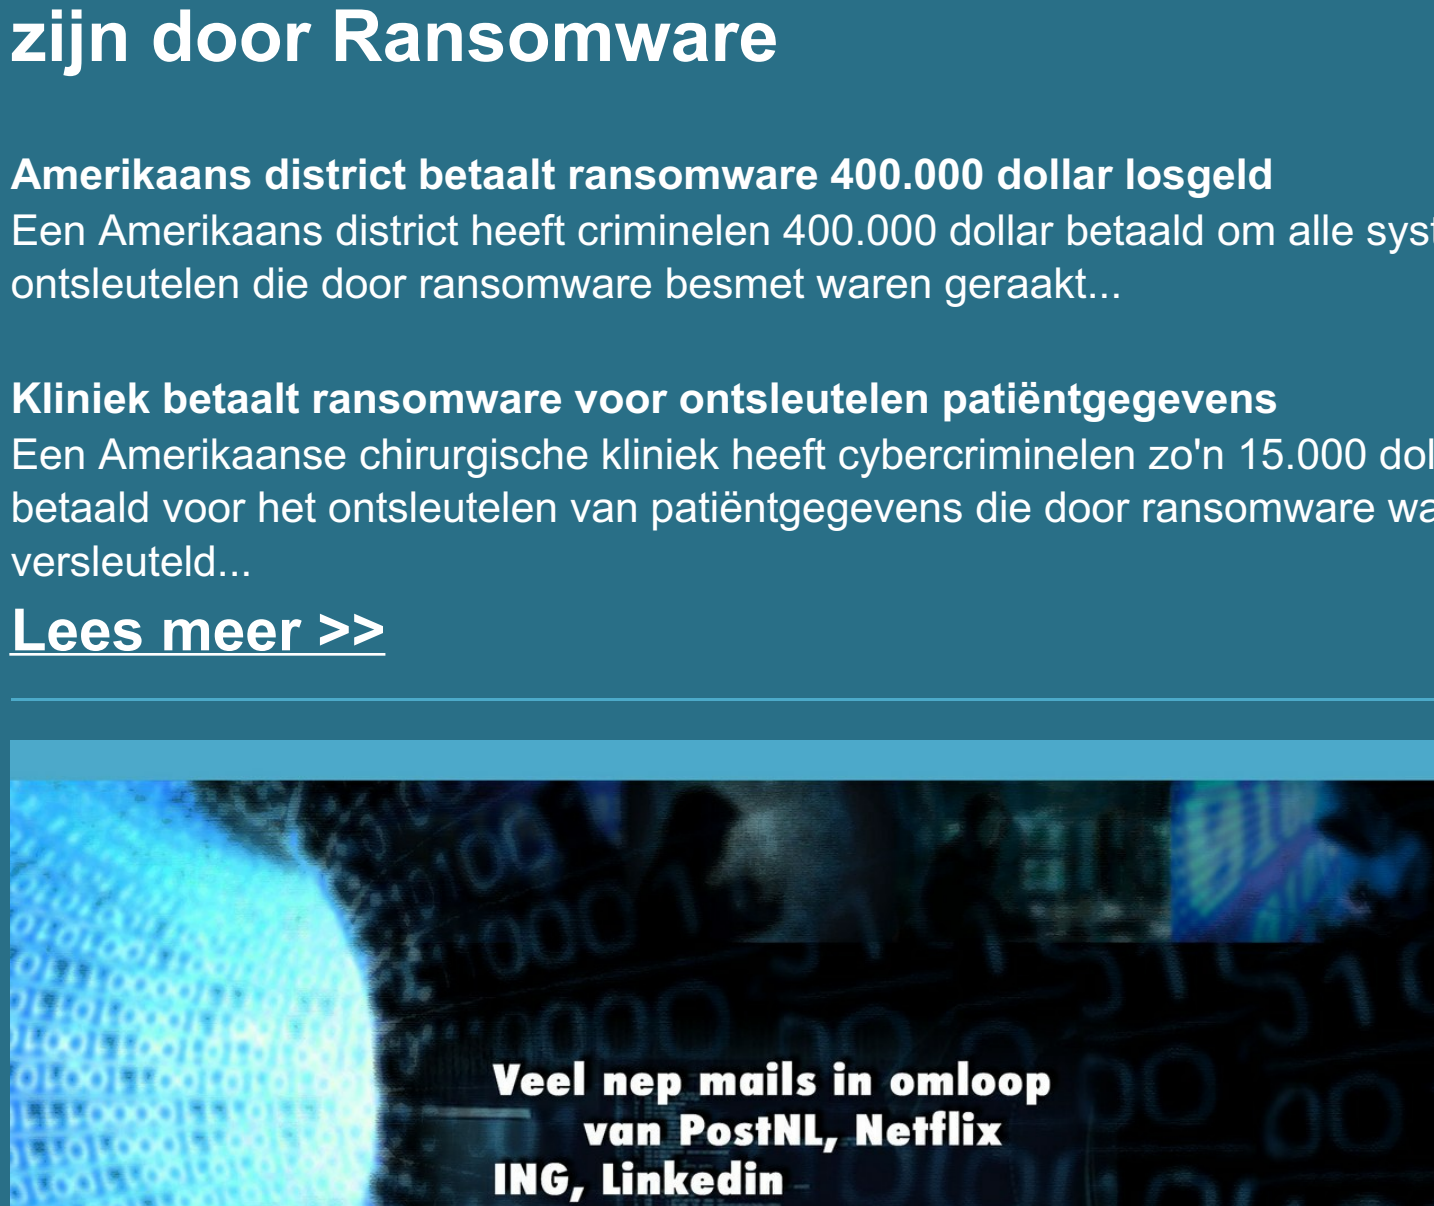 zijn door Ransomware
Amerikaans district betaalt ransomware 400.000 dollar losgeld
Een Amerikaans district heeft criminelen 400.000 dollar betaald om alle
ontsleutelen die door ransomware besmet waren geraakt...
Kliniek betaalt ransomware voor ontsleutelen patiëntgegevens
Een Amerikaanse chirurgische kliniek heeft cybercriminelen zo'n 15.000
betaald voor het ontsleutelen van patiëntgegevens die door ransomware
versleuteld...
Lees meer >>
Veel nep mails in omloop
van PostNL, Netflix
ING, Linkedin